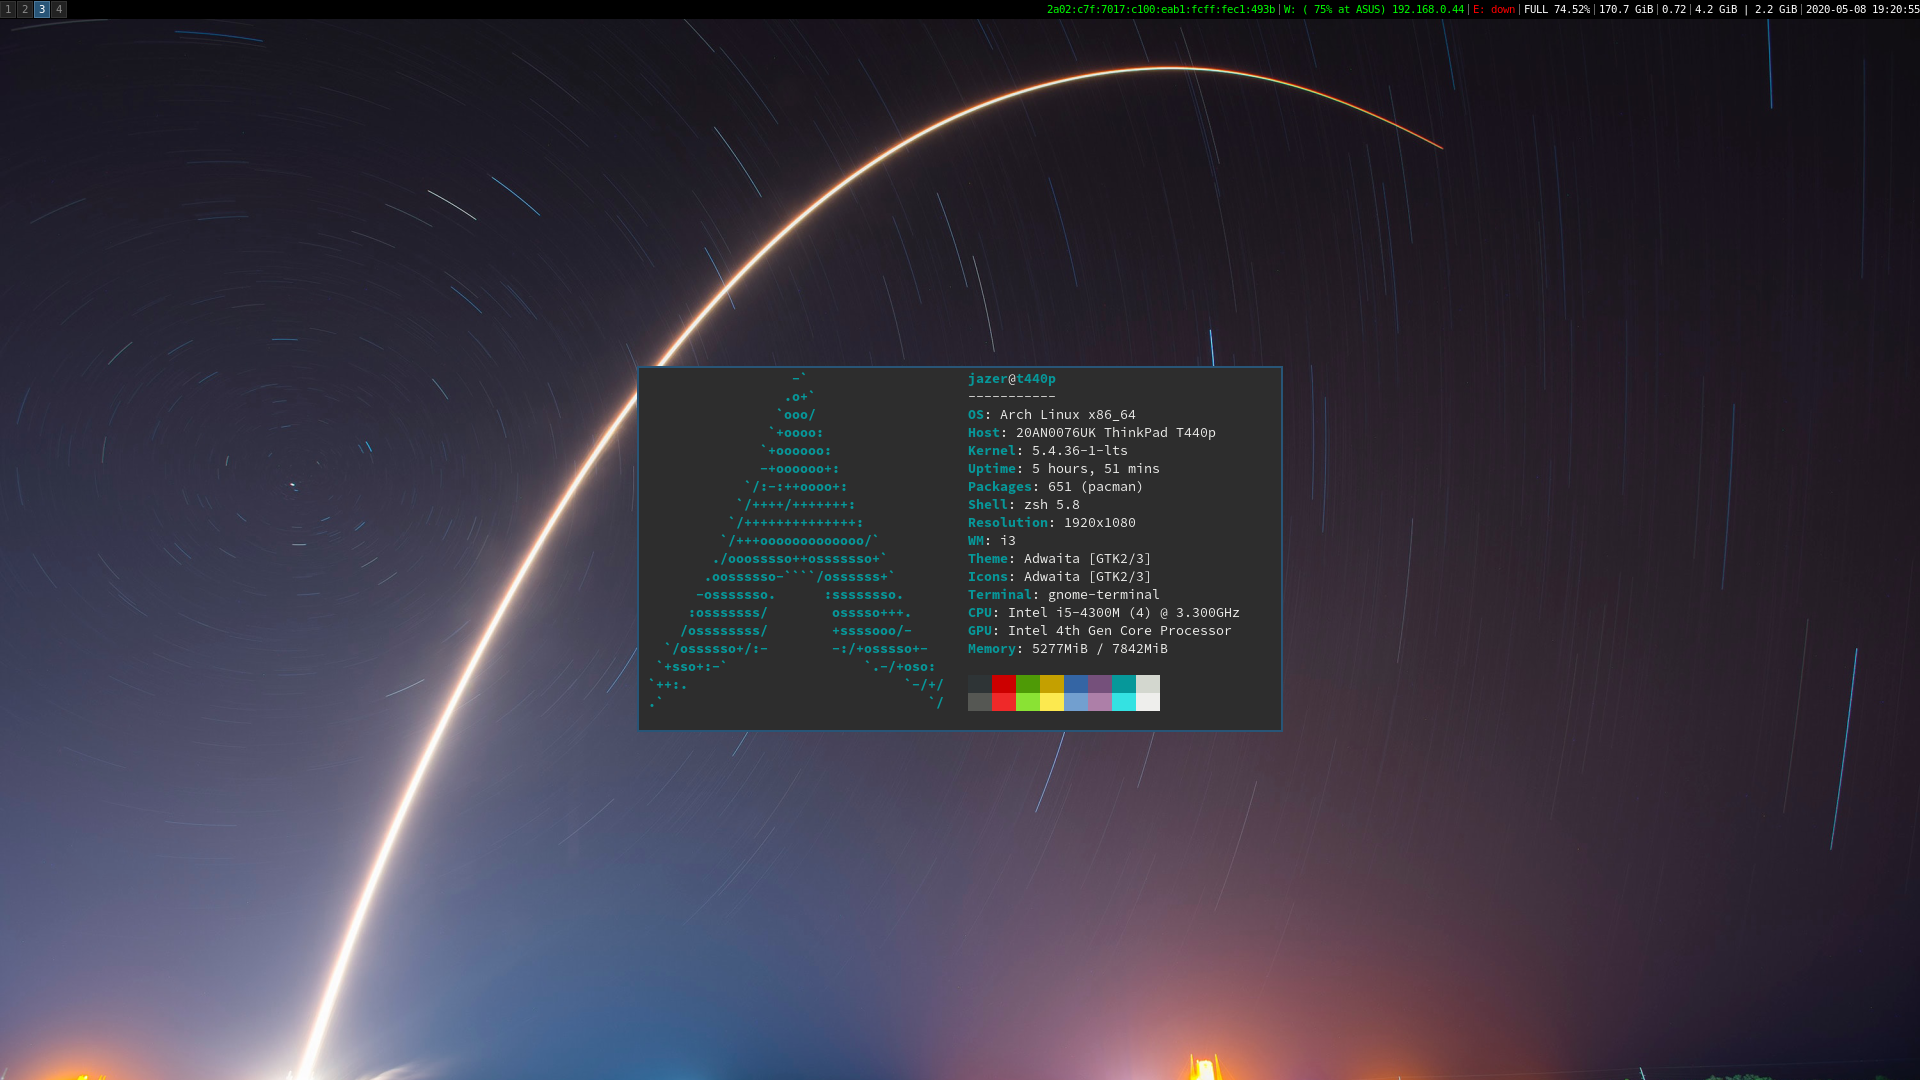 1 2 3 4 2a02:c7f:7017:c100:eab1:fcff:fec1:493b|W: ( 75% at ASUS) 192.168.0.44|E: down|FULL 74.52%|170.7 GiB|0.72|4.2 GiB | 2.2 GiB|2020-05-08 19:20:55
-`                    jazer@t440p
.o+`                   -----------
`ooo/                   OS: Arch Linux x86_64
`+oooo:                  Host: 20AN0076UK ThinkPad T440p
`+oooooo:                 Kernel: 5.4.36-1-lts
-+oooooo+:                Uptime: 5 hours, 51 mins
`/:-:++oooo+:               Packages: 651 (pacman)
`/++++/+++++++:              Shell: zsh 5.8
`/++++++++++++++:             Resolution: 1920x1080
`/+++ooooooooooooo/`           WM: i3
./ooosssso++osssssso+`          Theme: Adwaita [GTK2/3]
.oossssso-````/ossssss+`         Icons: Adwaita [GTK2/3]
-osssssso.      :ssssssso.        Terminal: gnome-terminal
:osssssss/        osssso+++.       CPU: Intel i5-4300M (4) @ 3.300GHz
/ossssssss/        +ssssooo/-       GPU: Intel 4th Gen Core Processor
`/ossssso+/:-        -:/+osssso+-     Memory: 5277MiB / 7842MiB
`+sso+:-`                 `.-/+oso:
`++:.                           `-/+/
.`                                 `/